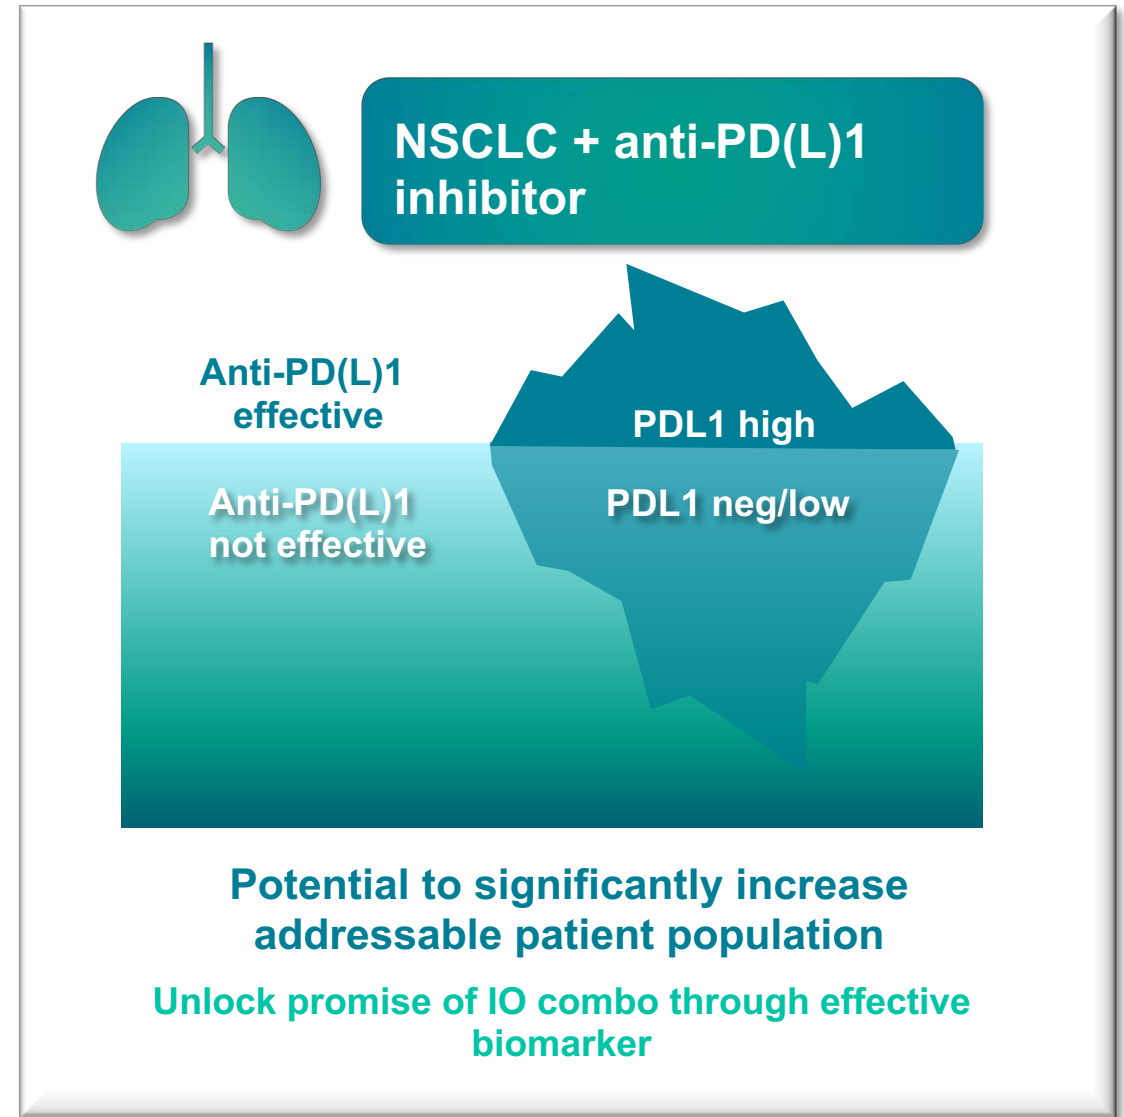 NSCLC + anti-PD(L)1
inhibitor
Anti-PD(L)1
effective
PDL1 high
Anti-PD(L)1
not effective
PDL1 neg/low
Potential to significantly increase
addressable patient population
Unlock promise of IO combo through effective
biomarker